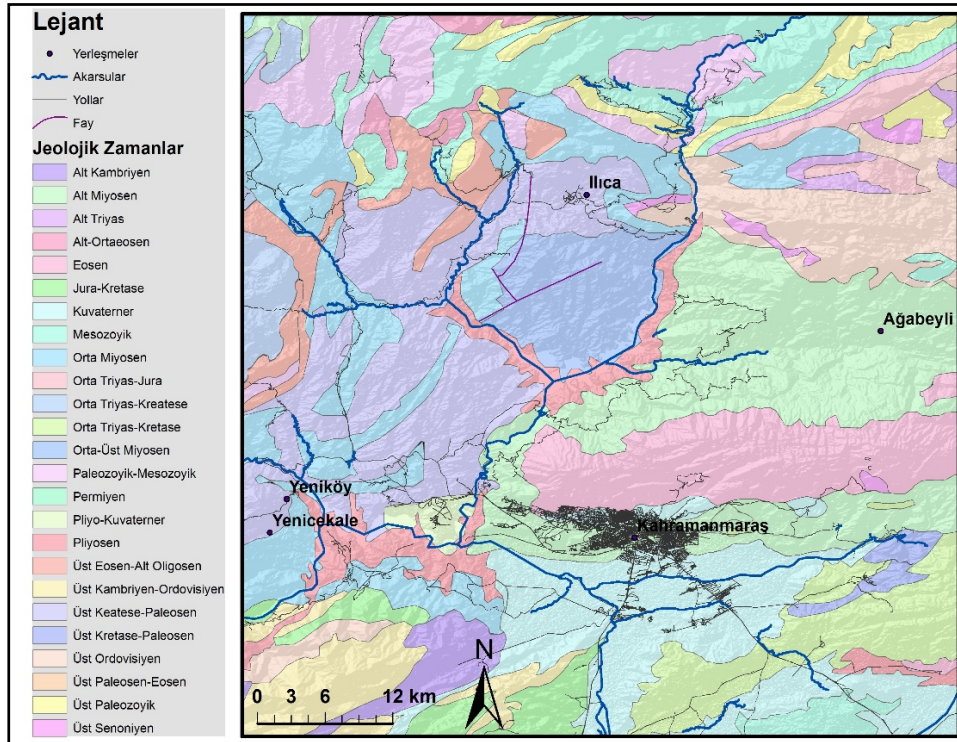 Lejant
Yerleşmeler
Akarsular
Yollar
Fay
Jeolojik Zamanlar
Alt Kambriyen
Alt Miyosen
Alt Triyas
Alt-Ortaeosen
Eosen
Jura-Kretase
Kuvaterner
Mesozoyik
Orta Miyosen
Orta Triyas-Jura
Orta Triyas-Kreatese
Orta Triyas-Kretase
Orta-Üst Miyosen
Paleozoyik-Mesozoyik
Permiyen
Pliyo-Kuvaterner
Pliyosen
Üst Eosen-Alt Oligosen
Üst Kambriyen-Ordovisiyen
Üst Keatese-Paleosen
Üst Kretase-Paleosen
Üst Ordovisiyen
Üst Paleosen-Eosen
Üst Paleozoyik
Üst Senoniyen
Ilıca
Ağabeyli
Yeniköy
Yenicekale
Kahramanmaraş
N
0 3 6 12 km